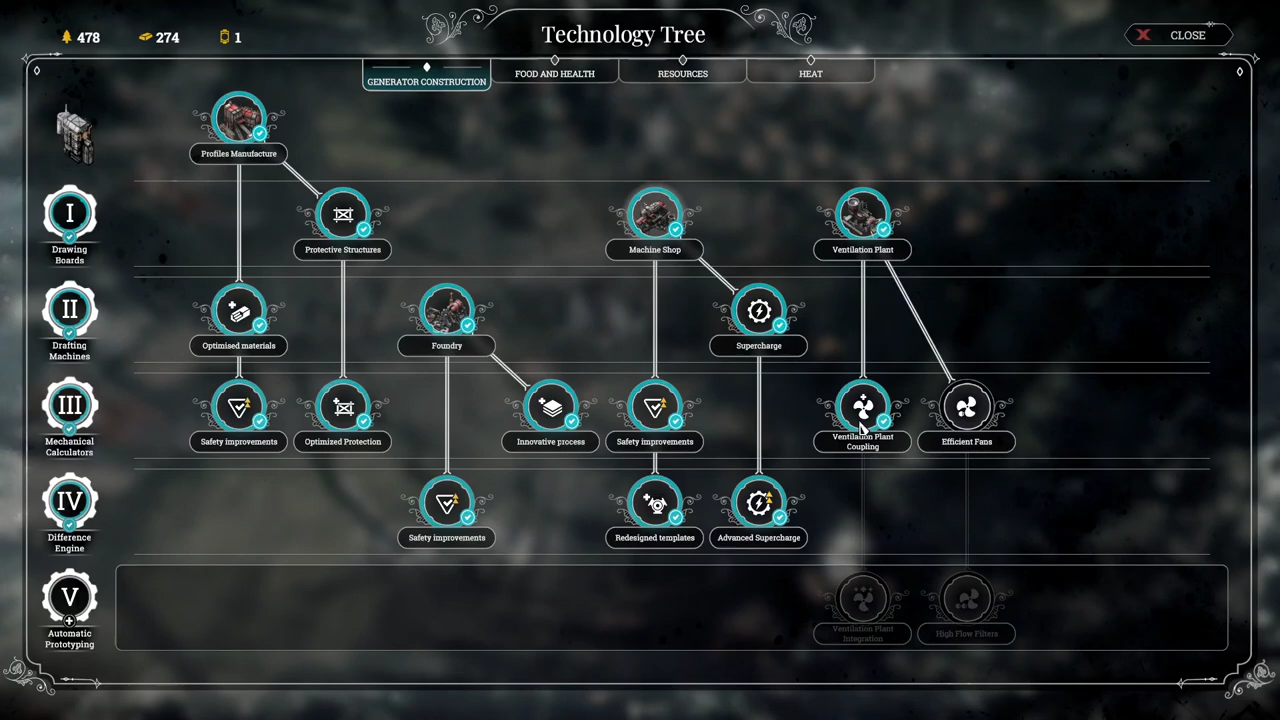 478
274
1
Technology Tree
CLOSE
GENERATOR CONSTRUCTION
FOOD AND HEALTH
RESOURCES
HEAT
Profiles Manufacture
I
Drawing
Boards
Protective Structures
Machine Shop
Ventilation Plant
II
Drafting
Machines
Optimised materials
Foundry
Supercharge
III
Mechanical
Calculators
Safety improvements
Optimized Protection
Innovative process
Safety improvements
Ventilation Plant
Coupling
Efficient Fans
IV
Difference
Engine
Safety improvements
Redesigned templates
Advanced Supercharge
V
Automatic
Prototyping
Ventilation Plant
Integration
High Flow Filters